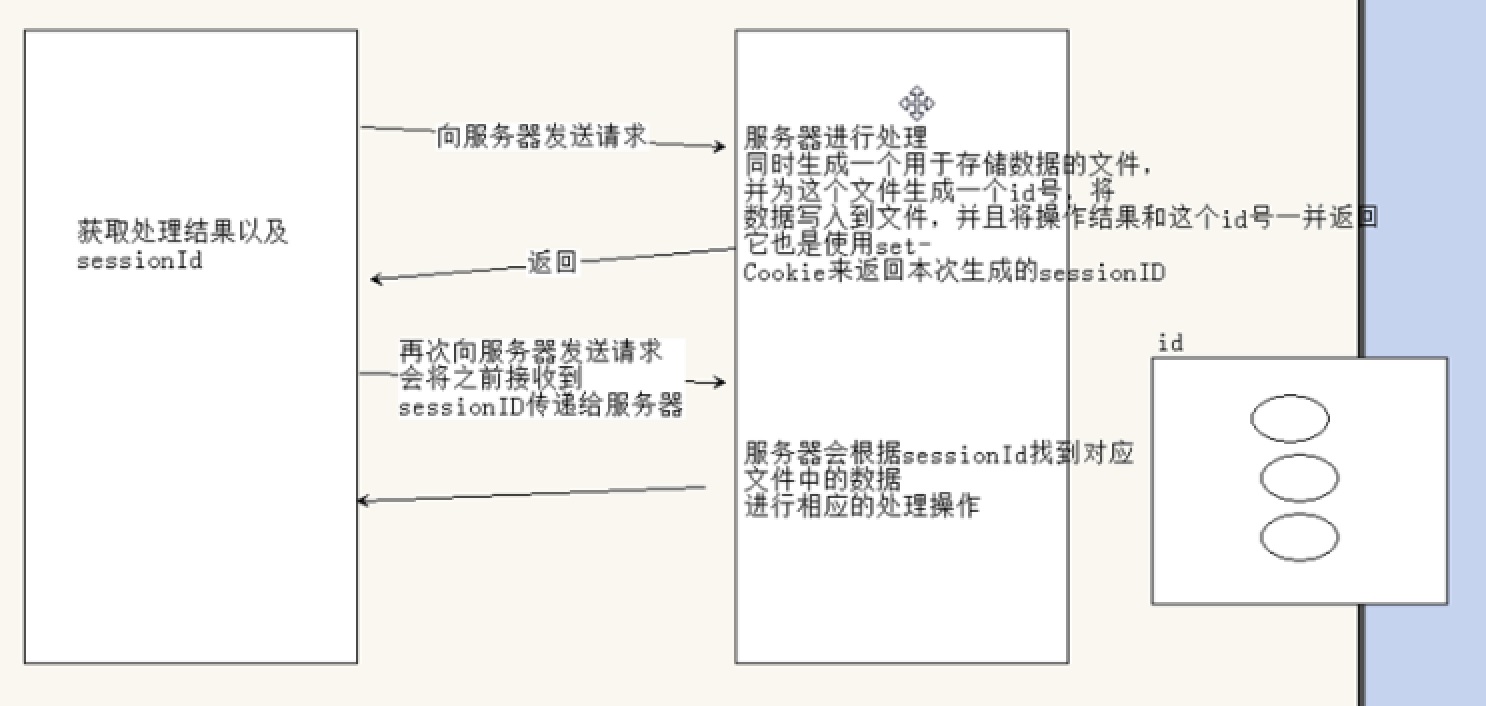 向服务器发送请求
服务器进行处理
同时生成一个用于存储数据的文件，
并为这个文件生成一个id号，将
数据写入到文件，并且将操作结果和这个id号一并返回
它也是使用set-
Cookie来返回本次生成的sessionID
获取处理结果以及
sessionId
返回
再次向服务器发送请求
会将之前接收到
sessionID传递给服务器
id
服务器会根据sessionId找到对应
文件中的数据
进行相应的处理操作